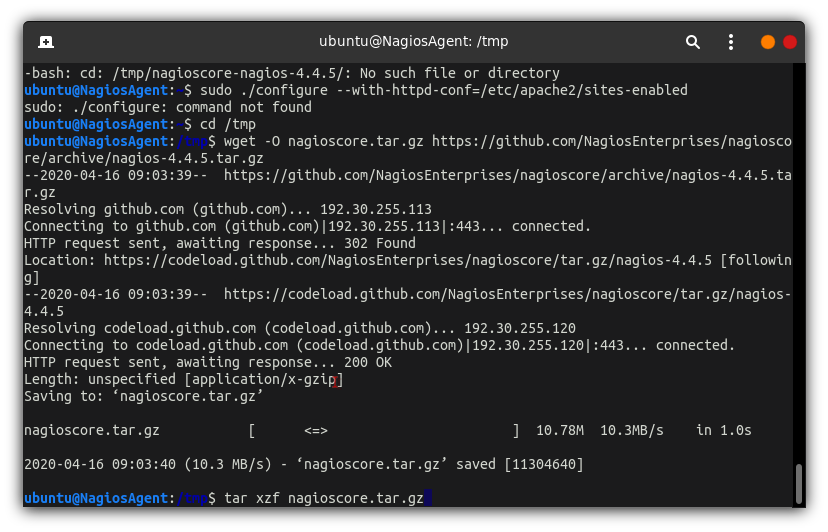 ubuntu@NagiosAgent: /tmp
-bash: cd: /tmp/nagioscore-nagios-4.4.5/: No such file or directory
ubuntu@NagiosAgent:~$ sudo ./configure --with-httpd-conf=/etc/apache2/sites-enabled
sudo: ./configure: command not found
ubuntu@NagiosAgent:~$ cd /tmp
ubuntu@NagiosAgent:/tmp$ wget -O nagioscore.tar.gz https://github.com/NagiosEnterprises/nagiosco
re/archive/nagios-4.4.5.tar.gz
--2020-04-16 09:03:39--  https://github.com/NagiosEnterprises/nagioscore/archive/nagios-4.4.5.ta
r.gz
Resolving github.com (github.com)... 192.30.255.113
Connecting to github.com (github.com)|192.30.255.113|:443... connected.
HTTP request sent, awaiting response... 302 Found
Location: https://codeload.github.com/NagiosEnterprises/nagioscore/tar.gz/nagios-4.4.5 [followin
g]
--2020-04-16 09:03:39--  https://codeload.github.com/NagiosEnterprises/nagioscore/tar.gz/nagios-
4.4.5
Resolving codeload.github.com (codeload.github.com)... 192.30.255.120
Connecting to codeload.github.com (codeload.github.com)|192.30.255.120|:443... connected.
HTTP request sent, awaiting response... 200 OK
Length: unspecified [application/x-gzip]
Saving to: ‘nagioscore.tar.gz’
nagioscore.tar.gz           [      <=>                       ]  10.78M  10.3MB/s    in 1.0s
2020-04-16 09:03:40 (10.3 MB/s) - ‘nagioscore.tar.gz’ saved [11304640]
ubuntu@NagiosAgent:/tmp$ tar xzf nagioscore.tar.gz